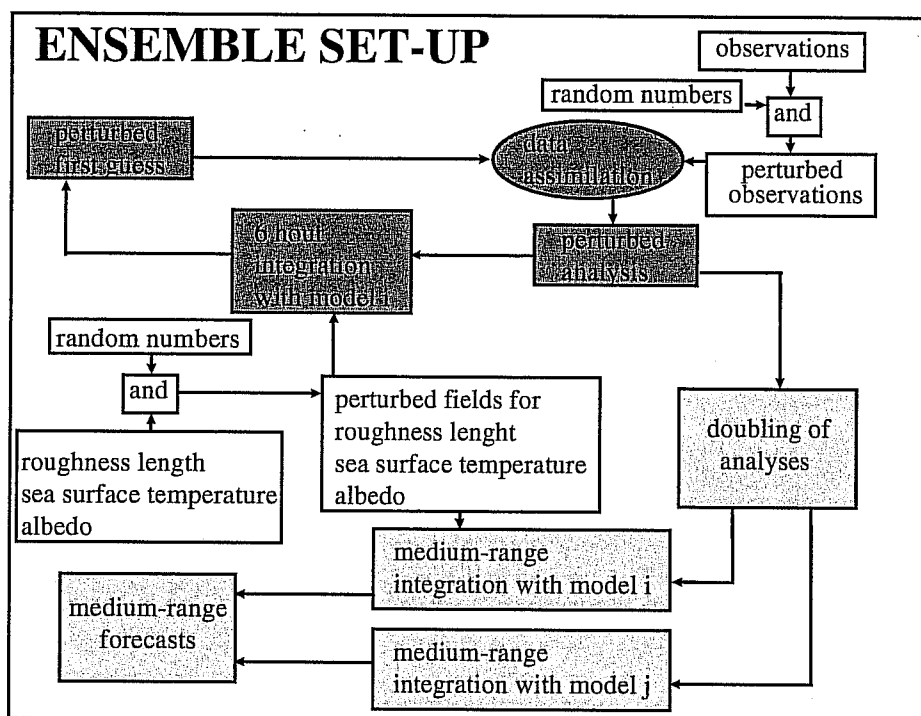 ENSEMBLE SET-UP
observations
random numbers
and
perturbed
observations
perturbed
first guess
data
assimilation
6 hour
integration
with model i
perturbed
analysis
random numbers
and
roughness length
sea surface temperature
albedo
perturbed fields for
roughness lenght
sea surface temperature
albedo
doubling of
analyses
medium-range
integration with model i
medium-range
forecasts
medium-range
integration with model j